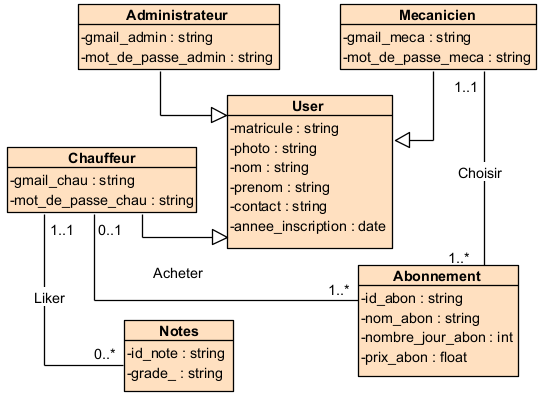 Administrateur
-gmail_admin : string
-mot_de_passe_admin : string
Mecanicien
-gmail_meca : string
-mot_de_passe_meca : string
1..1
User
-matricule : string
-photo : string
-nom : string
-prenom : string
-contact : string
-annee_inscription : date
Chauffeur
-gmail_chau : string
-mot_de_passe_chau : string
Choisir
1..1
0..1
1..*
Acheter
1..*
Liker
Abonnement
-id_abon : string
-nom_abon : string
-nombre_jour_abon : int
-prix_abon : float
Notes
-id_note : string
-grade_ : string
0..*